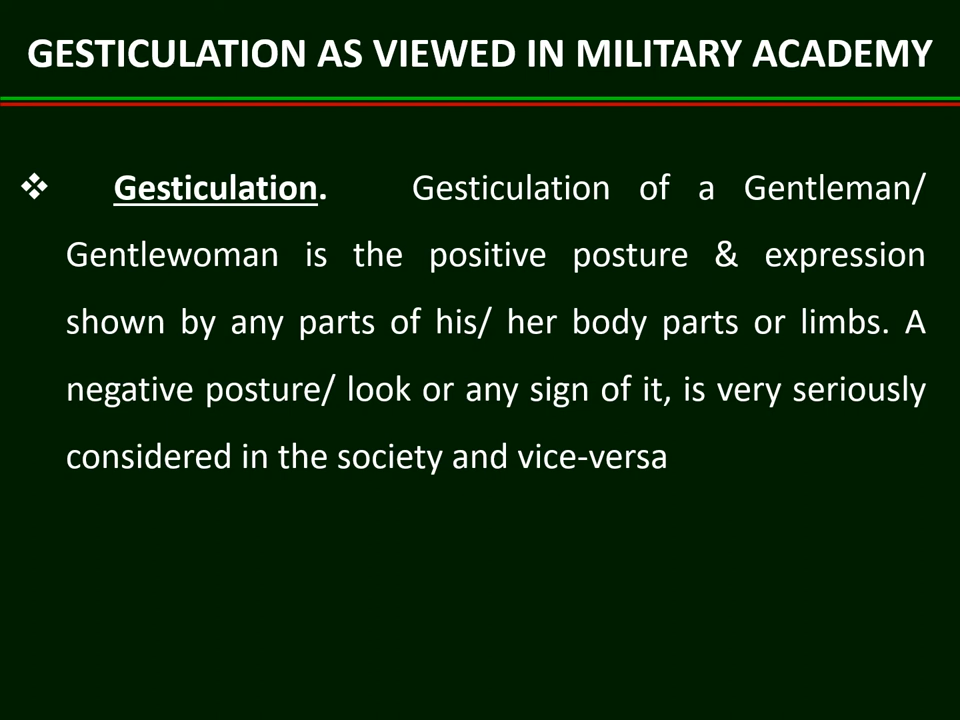 GESTICULATION AS VIEWED IN MILITARY ACADEMY
❖ Gesticulation. Gesticulation of a Gentleman/
Gentlewoman is the positive posture & expression
shown by any parts of his/ her body parts or limbs. A
negative posture/ look or any sign of it, is very seriously
considered in the society and vice-versa